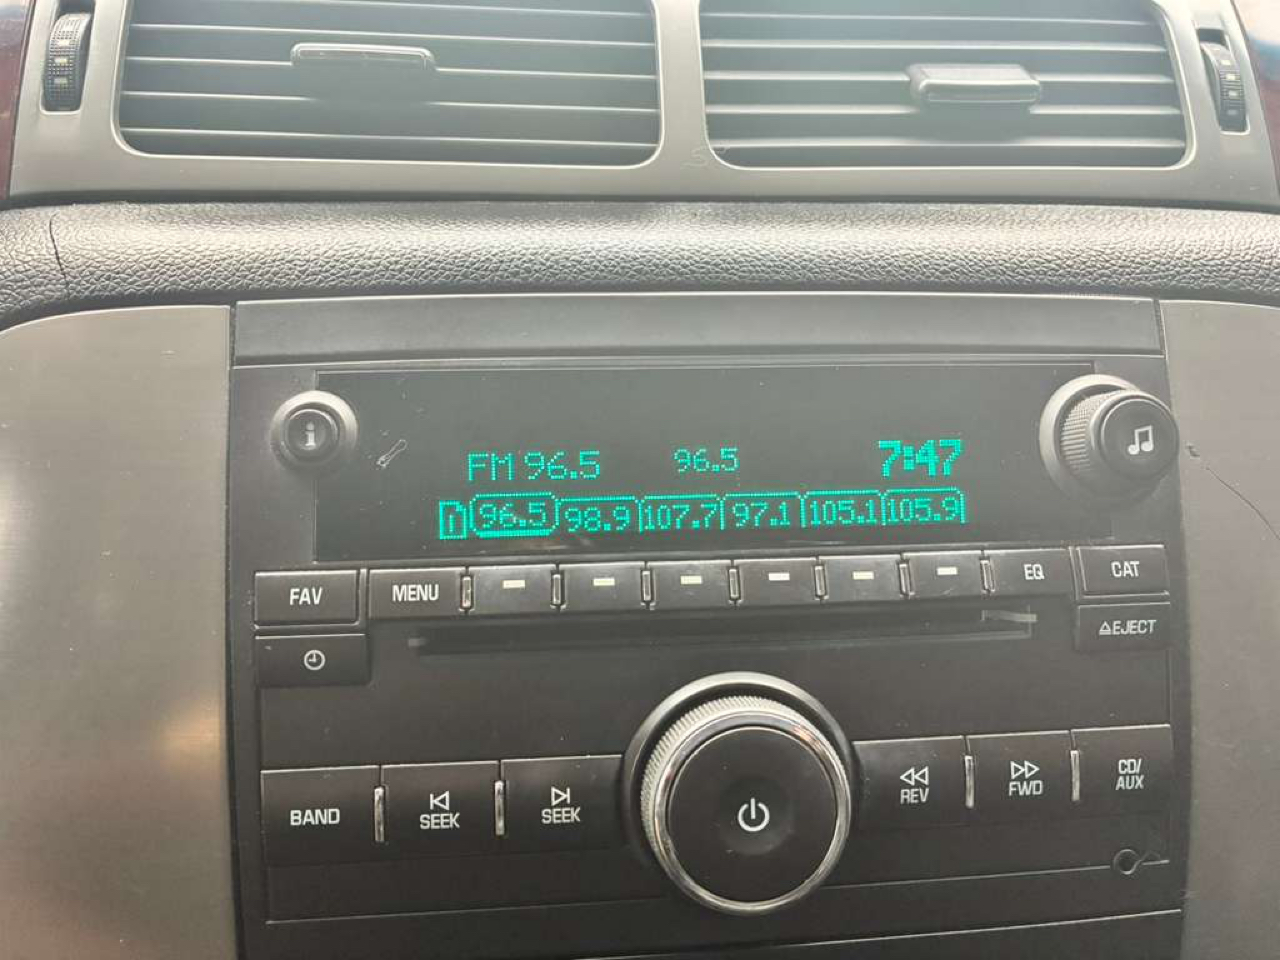 i
FM 96.5 96.5 7:47
1 96.5 98.9 107.7 97.1 105.1 105.9
FAV MENU EQ CAT
EJECT
BAND SEEK SEEK REV FWD CD/
AUX